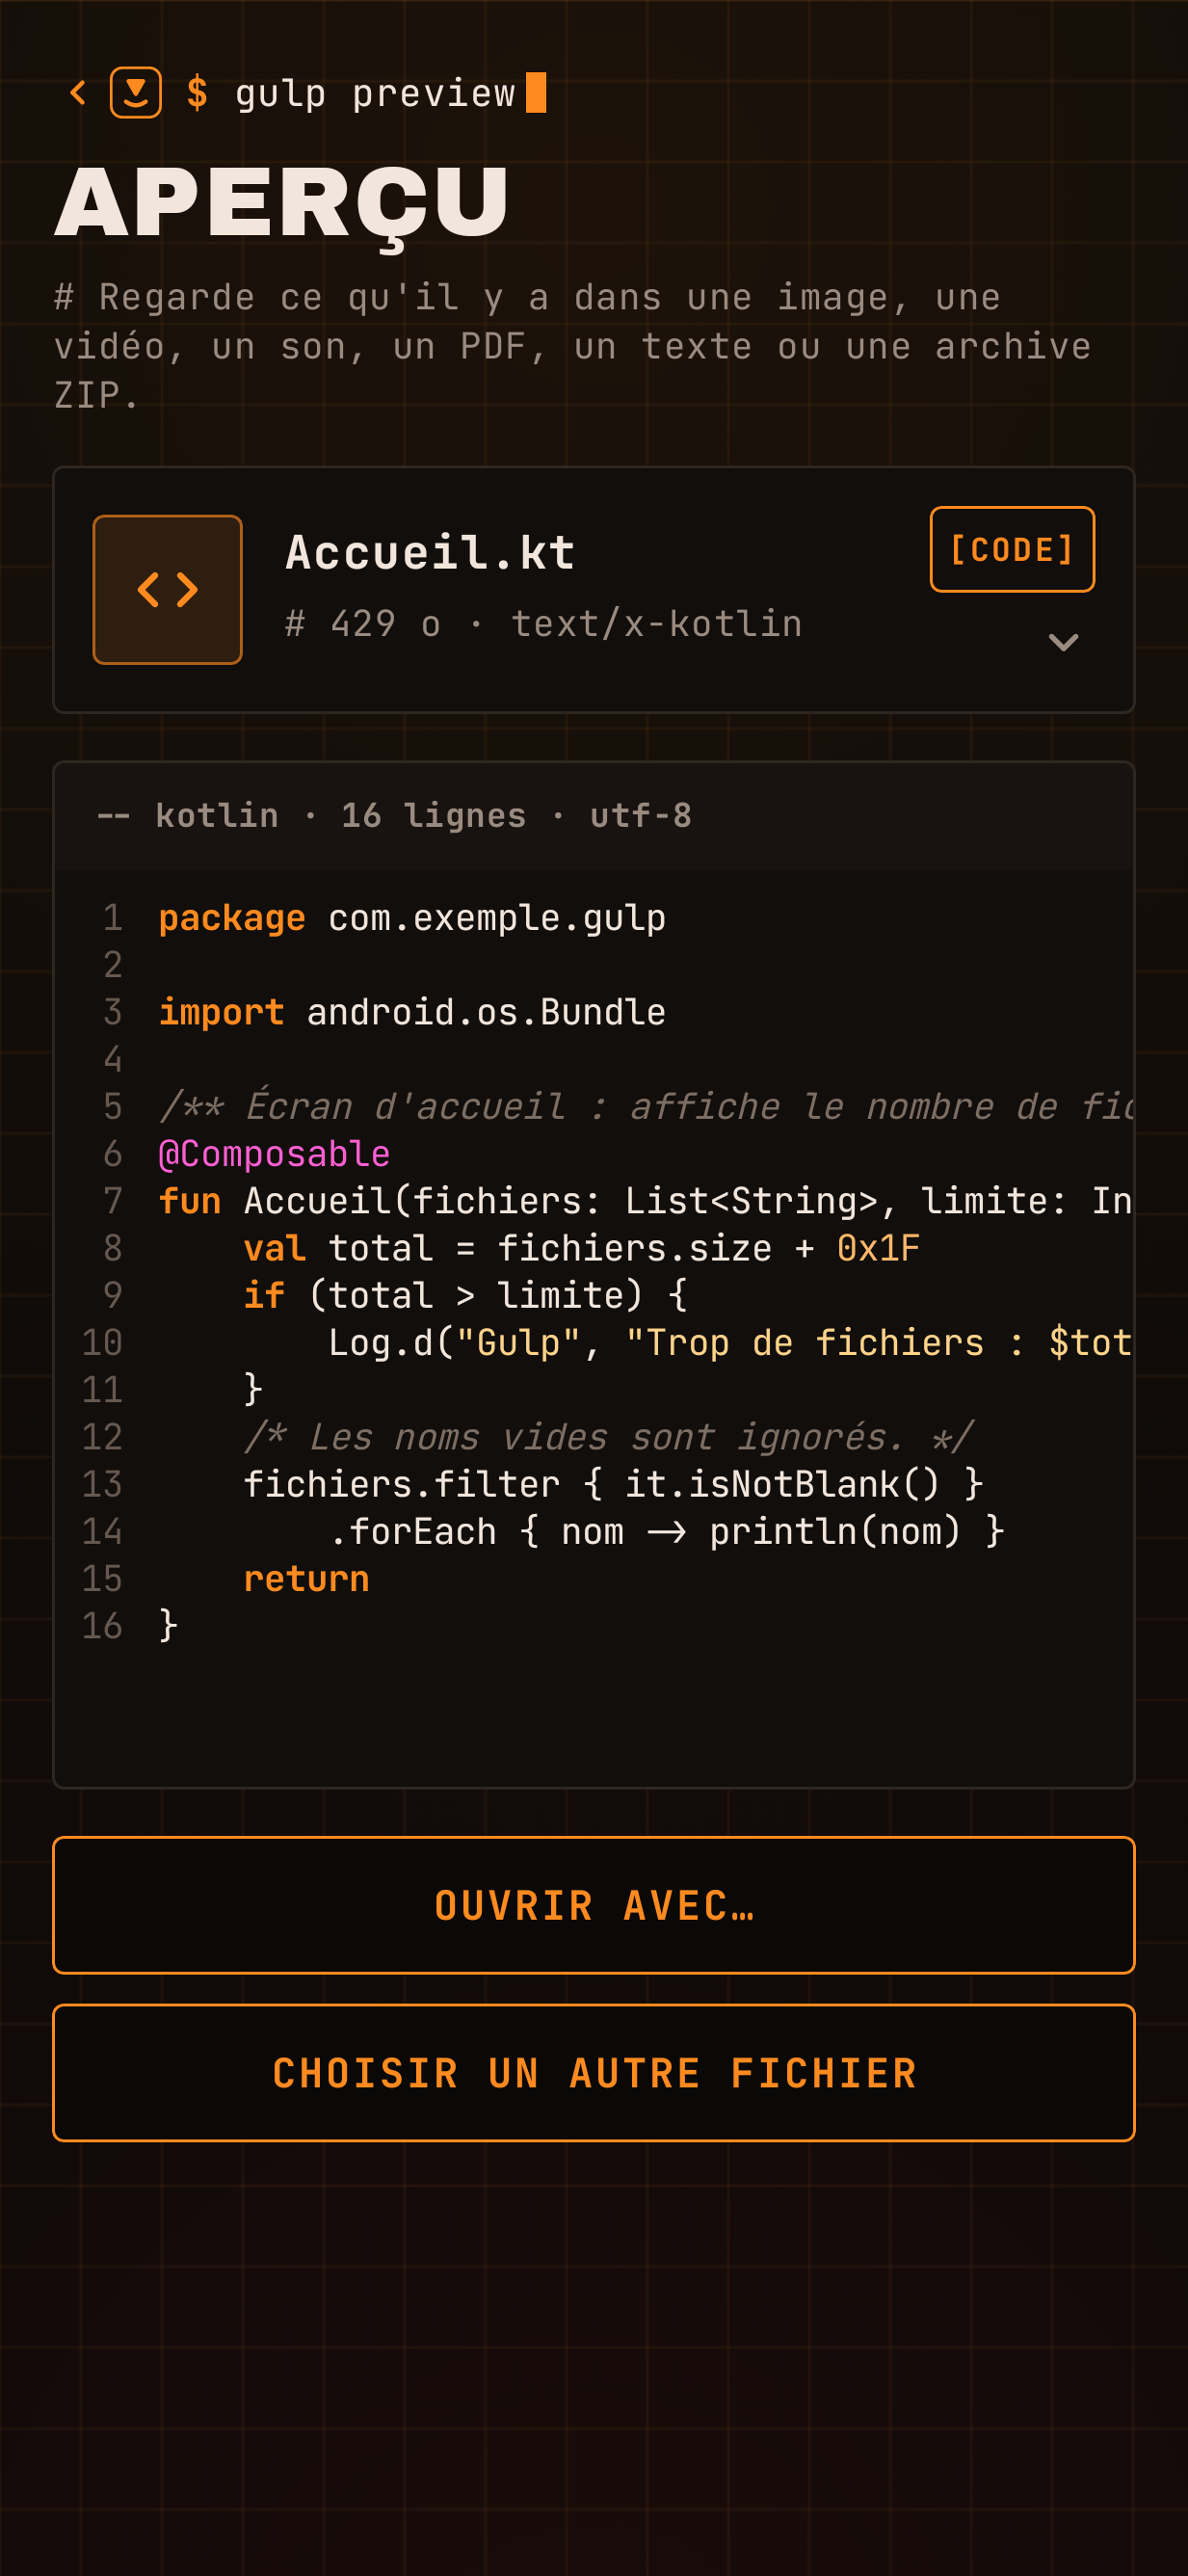 $ gulp preview
APERÇU
# Regarde ce qu'il y a dans une image, une
vidéo, un son, un PDF, un texte ou une archive
ZIP.
Accueil.kt
[CODE]
# 429 o · text/x-kotlin
-- kotlin · 16 lignes · utf-8
1 package com.exemple.gulp
2
3 import android.os.Bundle
4
5 /** Écran d'accueil : affiche le nombre de fic
6 @Composable
7 fun Accueil(fichiers: List<String>, limite: In
8     val total = fichiers.size + 0x1F
9     if (total > limite) {
10         Log.d("Gulp", "Trop de fichiers : $tot
11     }
12     /* Les noms vides sont ignorés. */
13     fichiers.filter { it.isNotBlank() }
14         .forEach { nom -> println(nom) }
15     return
16 }
OUVRIR AVEC…
CHOISIR UN AUTRE FICHIER